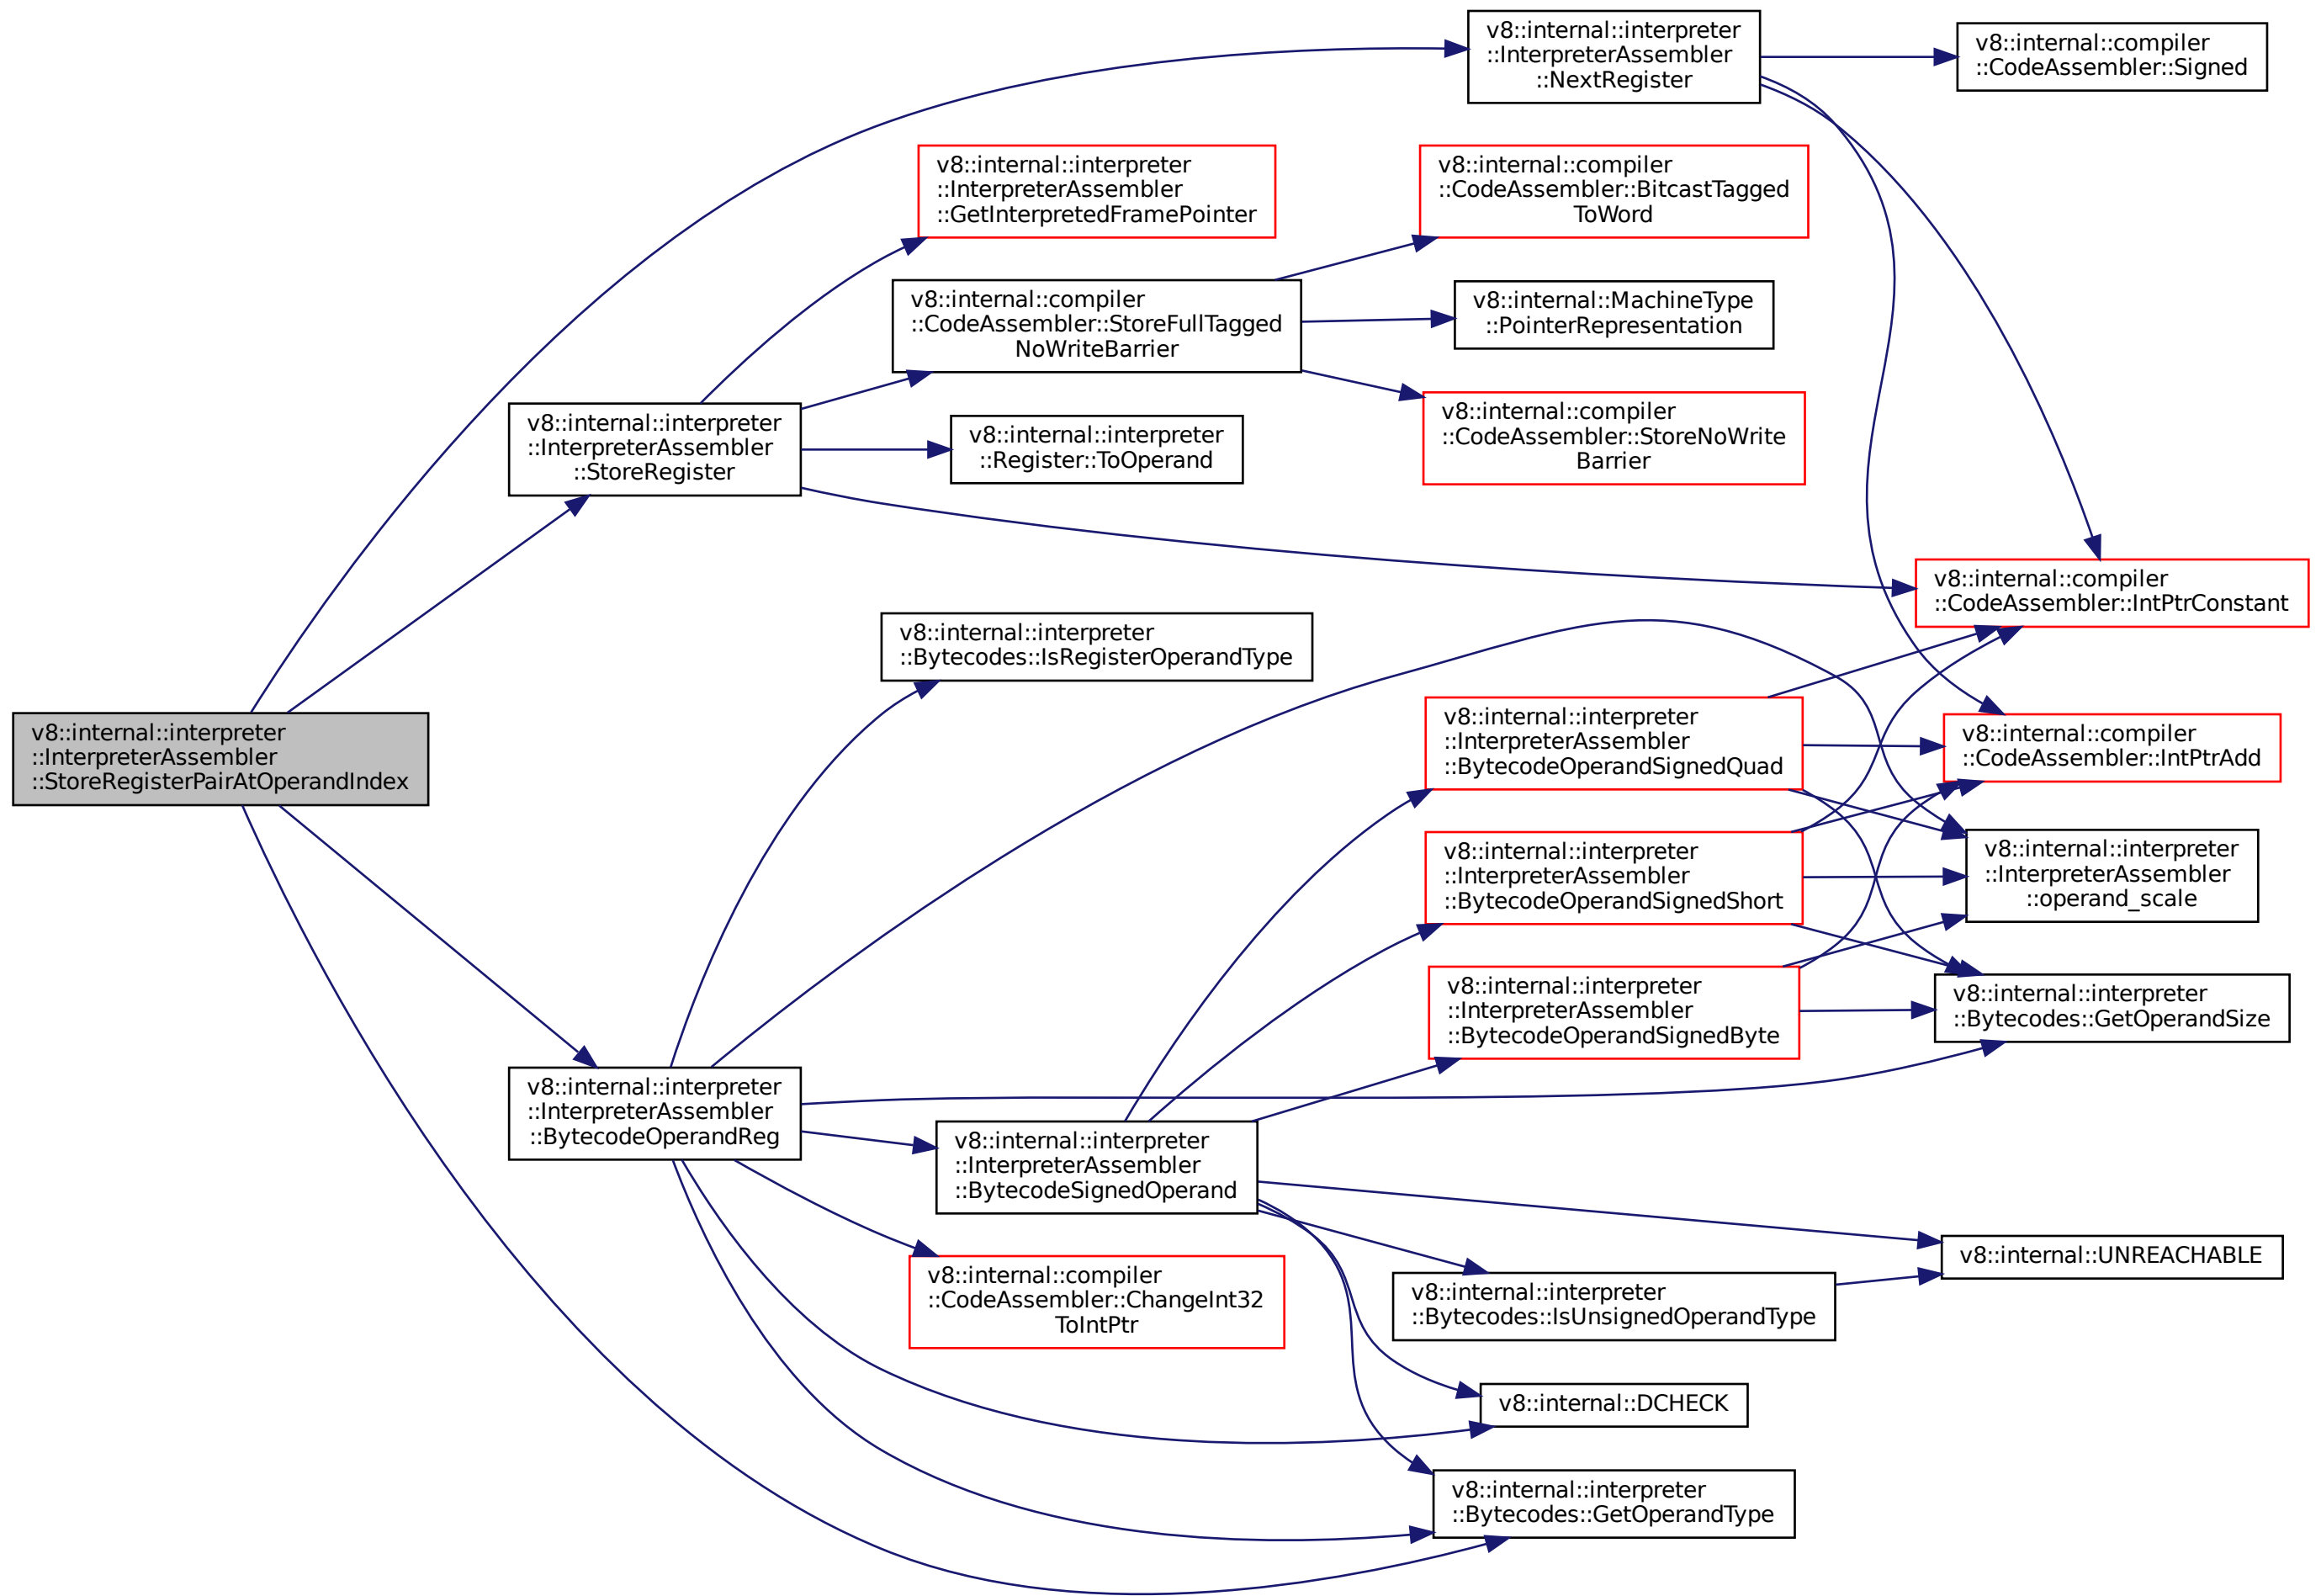 v8::internal::interpreter
::InterpreterAssembler
::StoreRegisterPairAtOperandIndex
v8::internal::interpreter
::InterpreterAssembler
::NextRegister
v8::internal::compiler
::CodeAssembler::Signed
v8::internal::interpreter
::InterpreterAssembler
::GetInterpretedFramePointer
v8::internal::compiler
::CodeAssembler::BitcastTagged
ToWord
v8::internal::compiler
::CodeAssembler::StoreFullTagged
NoWriteBarrier
v8::internal::MachineType
::PointerRepresentation
v8::internal::interpreter
::InterpreterAssembler
::StoreRegister
v8::internal::interpreter
::Register::ToOperand
v8::internal::compiler
::CodeAssembler::StoreNoWrite
Barrier
v8::internal::compiler
::CodeAssembler::IntPtrConstant
v8::internal::interpreter
::Bytecodes::IsRegisterOperandType
v8::internal::interpreter
::InterpreterAssembler
::BytecodeOperandSignedQuad
v8::internal::compiler
::CodeAssembler::IntPtrAdd
v8::internal::interpreter
::InterpreterAssembler
::BytecodeOperandSignedShort
v8::internal::interpreter
::InterpreterAssembler
::operand_scale
v8::internal::interpreter
::InterpreterAssembler
::BytecodeOperandSignedByte
v8::internal::interpreter
::Bytecodes::GetOperandSize
v8::internal::interpreter
::InterpreterAssembler
::BytecodeOperandReg
v8::internal::interpreter
::InterpreterAssembler
::BytecodeSignedOperand
v8::internal::UNREACHABLE
v8::internal::compiler
::CodeAssembler::ChangeInt32
ToIntPtr
v8::internal::interpreter
::Bytecodes::IsUnsignedOperandType
v8::internal::DCHECK
v8::internal::interpreter
::Bytecodes::GetOperandType